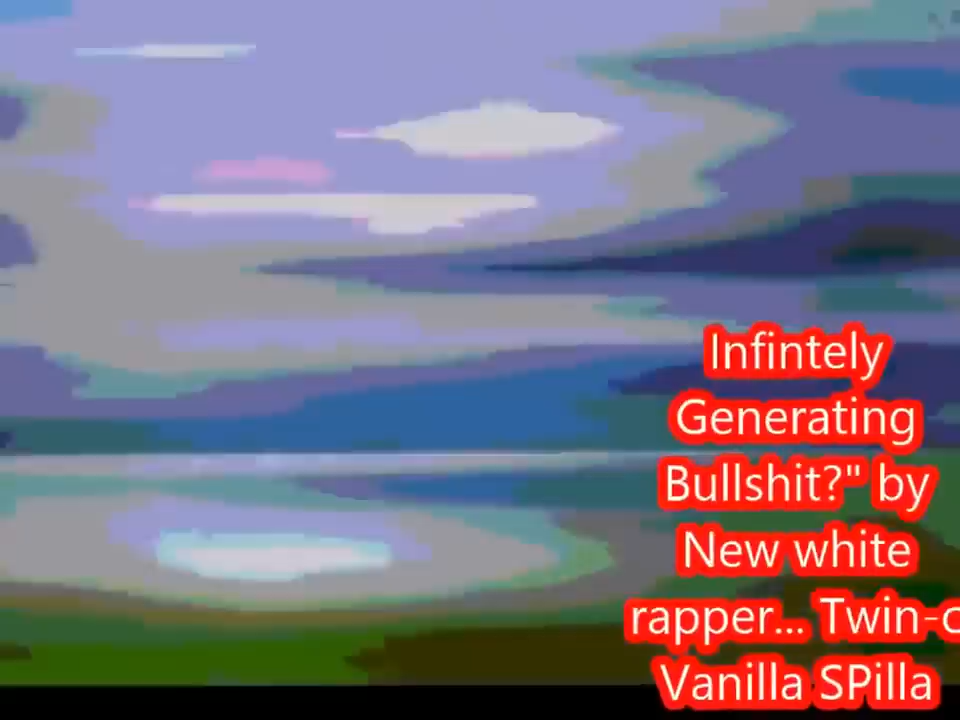 Infintely
Generating
Bullshit?" by
New white
rapper... Twin-c
Vanilla SPilla